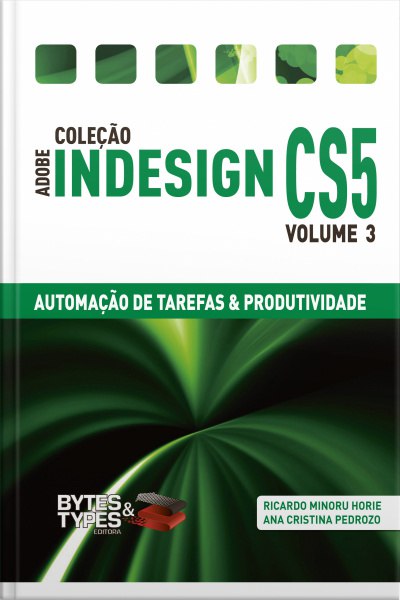 COLEÇÃO
ADOBE
INDESIGN CS5
VOLUME 3
AUTOMAÇÃO DE TAREFAS & PRODUTIVIDADE
RICARDO MINORU HORIE
ANA CRISTINA PEDROZO
BYTES &
TYPES
EDITORA